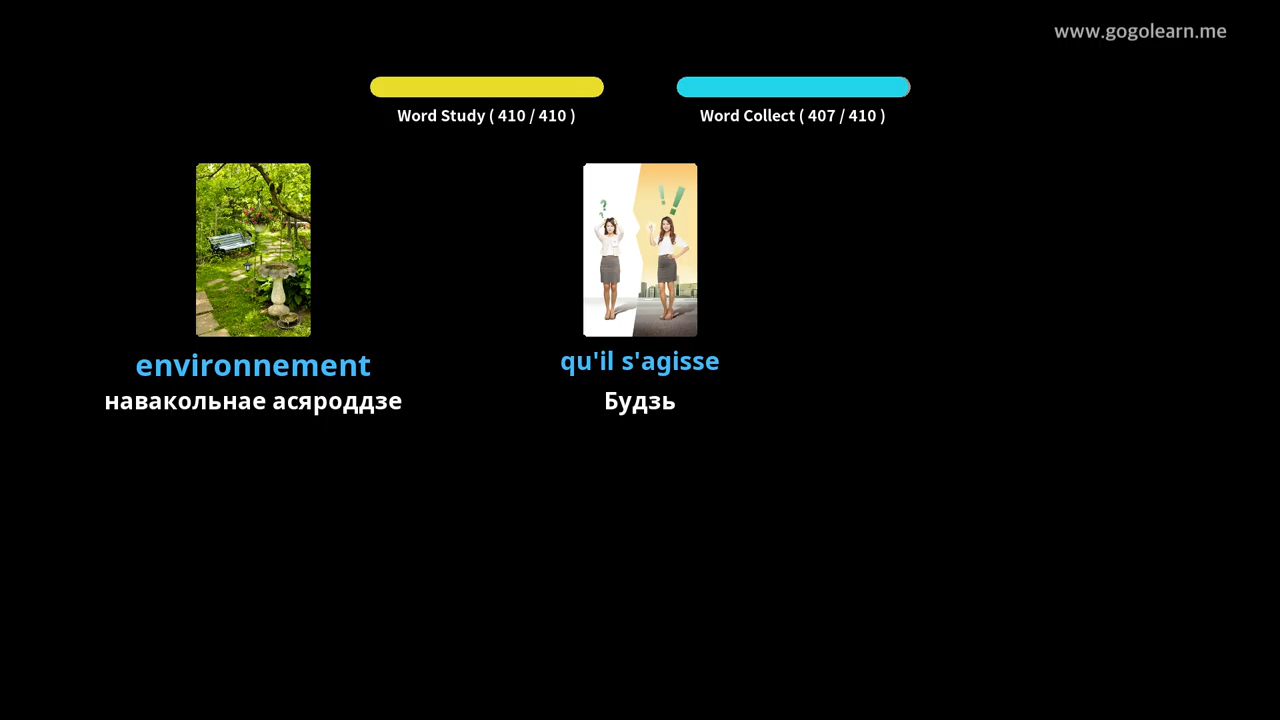 www.gogolearn.me
Word Study ( 410 / 410 )
Word Collect ( 407 / 410 )
environnement
навакольнае асяроддзе
qu'il s'agisse
Будзь